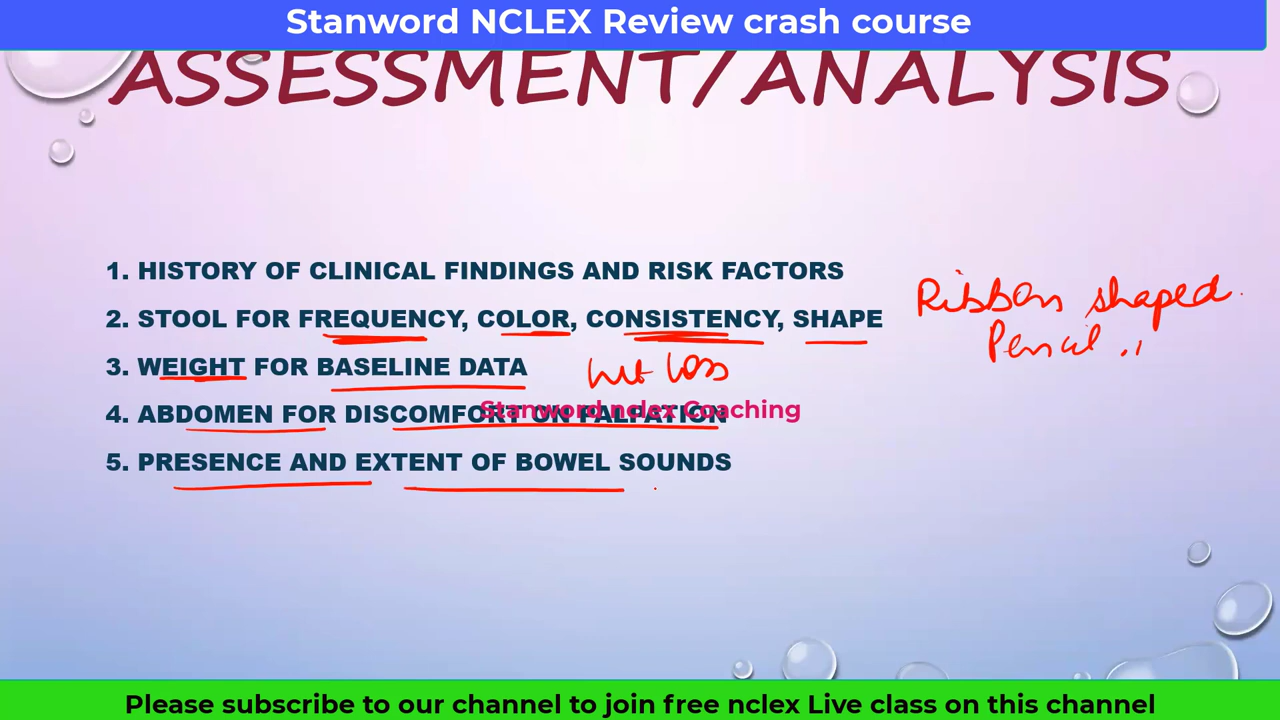 Stanword NCLEX Review crash course
ASSESSMENT/ANALYSIS
1. HISTORY OF CLINICAL FINDINGS AND RISK FACTORS
2. STOOL FOR FREQUENCY, COLOR, CONSISTENCY, SHAPE
Ribbon shaped.
Pencil ,,
3. WEIGHT FOR BASELINE DATA
wt loss
4. ABDOMEN FOR DISCOMFORT ON PALPATION
Stanword nclex Coaching
5. PRESENCE AND EXTENT OF BOWEL SOUNDS
Please subscribe to our channel to join free nclex Live class on this channel